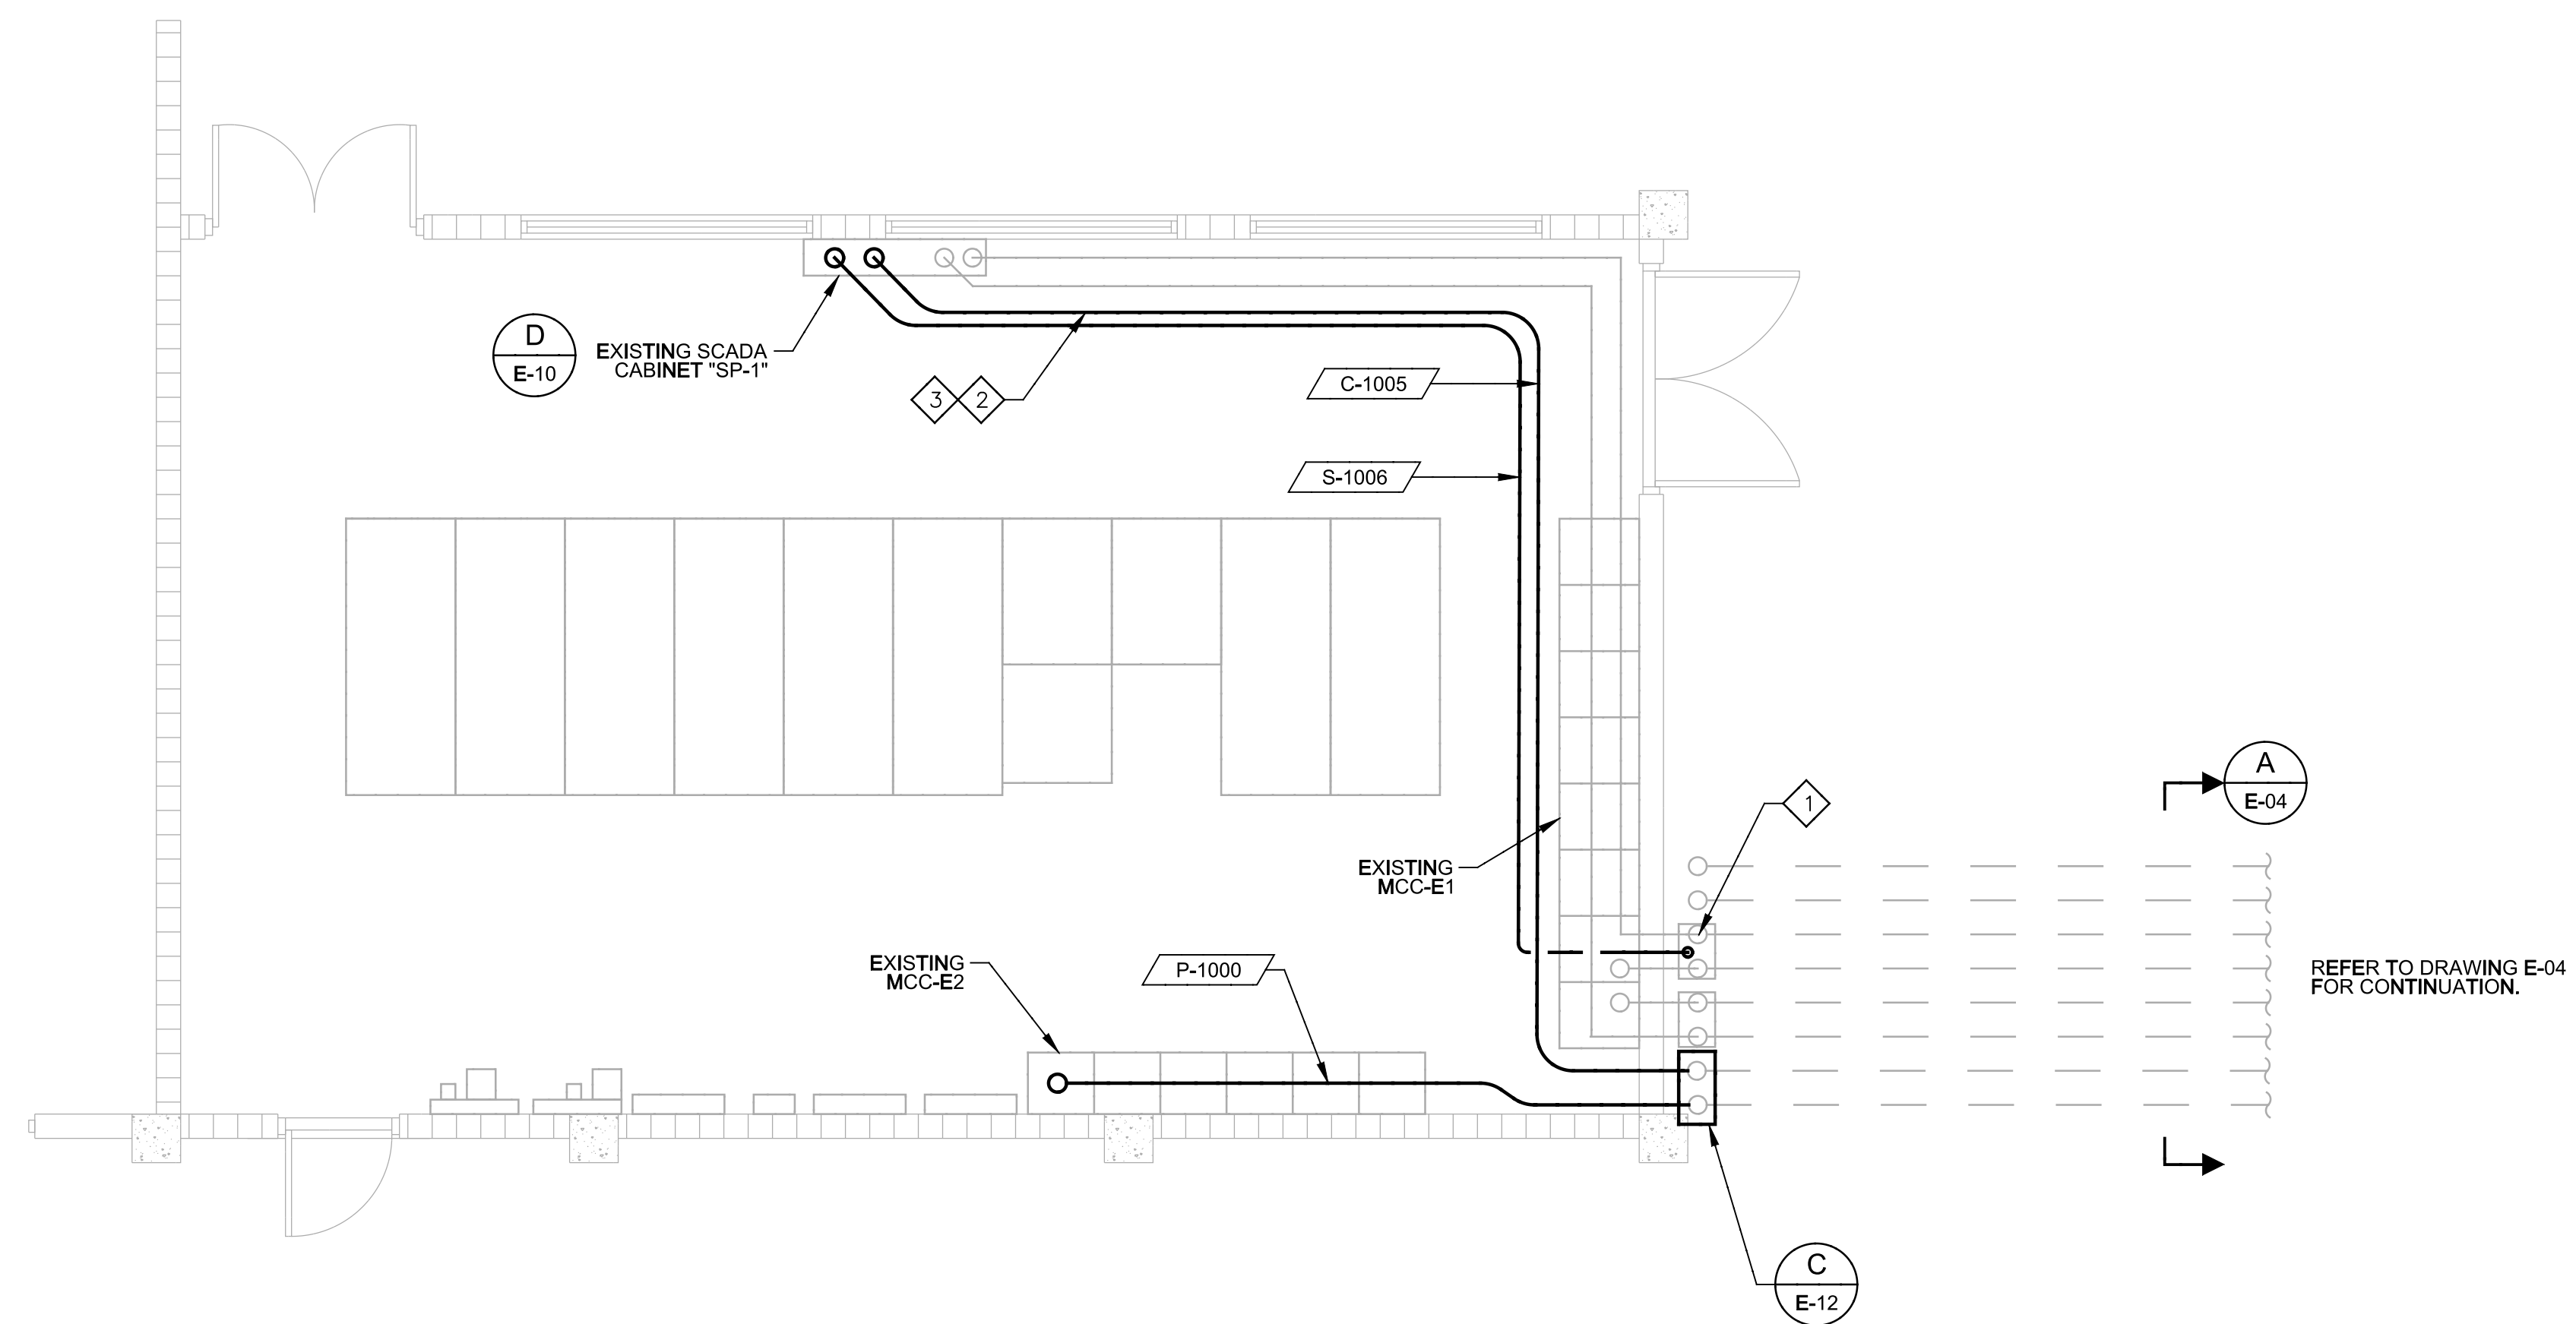 D
E-10
EXISTING SCADA
CABINET "SP-1"
3
2
C-1005
S-1006
A
E-04
1
EXISTING
MCC-E1
EXISTING
MCC-E2
P-1000
REFER TO DRAWING E-04
FOR CONTINUATION.
C
E-12